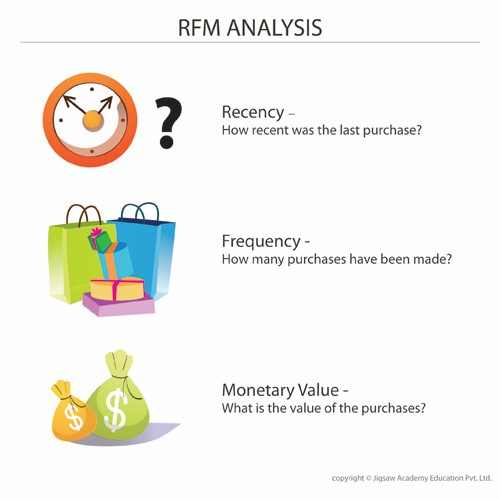 RFM ANALYSIS
?
Recency –
How recent was the last purchase?
Frequency -
How many purchases have been made?
$ $
Monetary Value -
What is the value of the purchases?
copyright © Jigsaw Academy Education Pvt. Ltd.